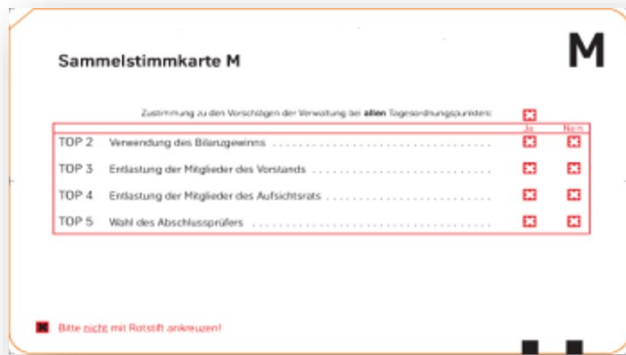 M
Sammelstimmkarte M
Zustimmung zu den Vorschlägen der Verwaltung bei allen Tagesordnungspunkten:
Ja Nein
TOP 2 Verwendung des Bilanzgewinns
TOP 3 Entlastung der Mitglieder des Vorstands
TOP 4 Entlastung der Mitglieder des Aufsichtsrats
TOP 5 Wahl des Abschlussprüfers
Bitte nicht mit Rotstift ankreuzen!